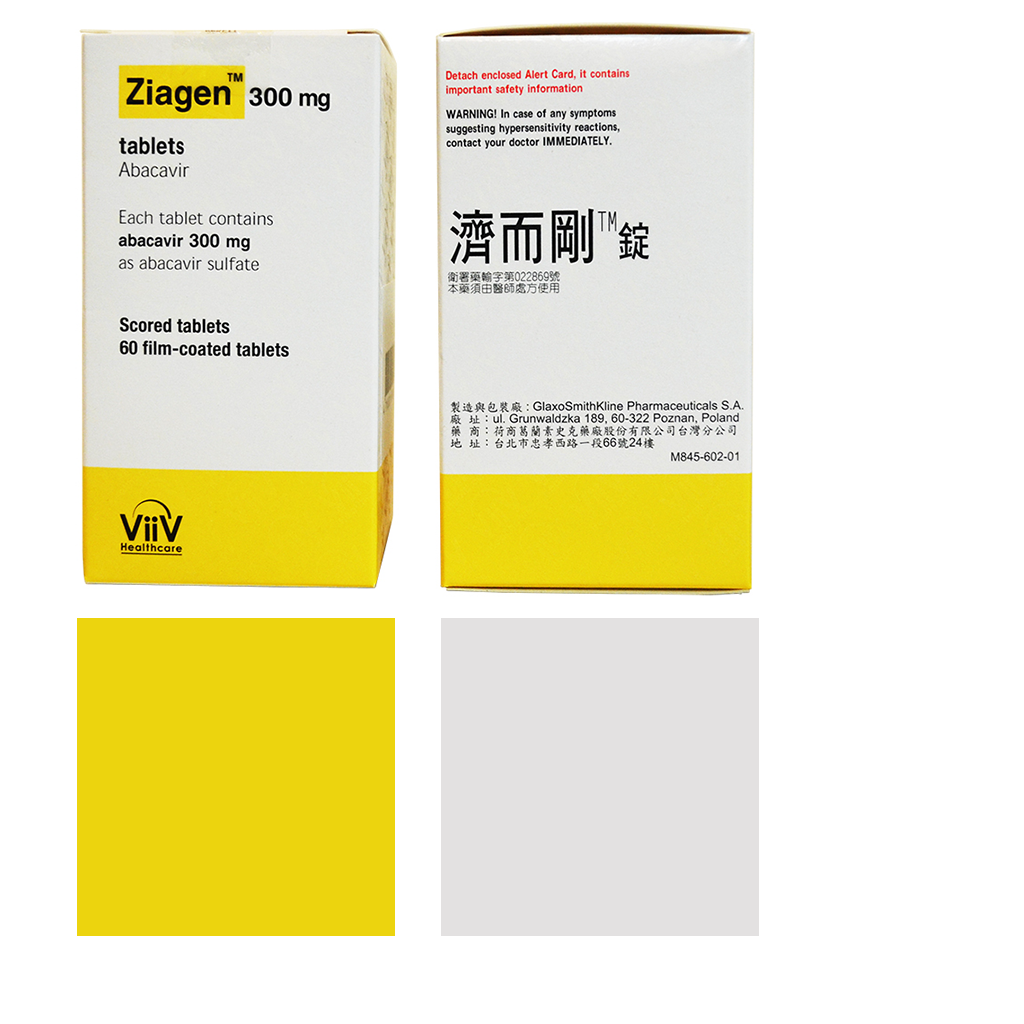 Ziagen™ 300 mg
tablets
Abacavir
Each tablet contains
abacavir 300 mg
as abacavir sulfate
Scored tablets
60 film-coated tablets
ViiV
Healthcare
Detach enclosed Alert Card, it contains
important safety information
WARNING! In case of any symptoms
suggesting hypersensitivity reactions,
contact your doctor IMMEDIATELY.
濟而剛™錠
衛署藥輸字第022869號
本藥須由醫師處方使用
製造與包裝廠：GlaxoSmithKline Pharmaceuticals S.A.
廠 址：ul. Grunwaldzka 189, 60-322 Poznan, Poland
藥 商：荷商葛蘭素史克藥廠股份有限公司台灣分公司
地 址：台北市忠孝西路一段66號24樓
M845-602-01